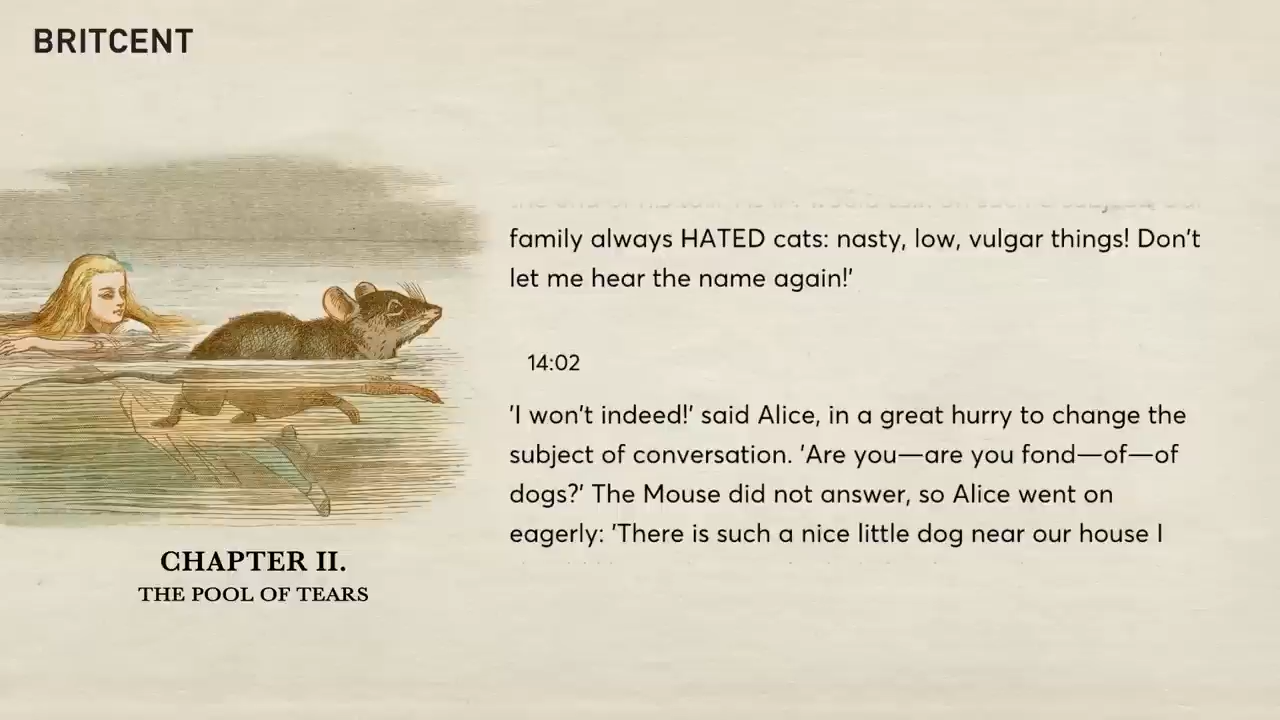 BRITCENT
family always HATED cats: nasty, low, vulgar things! Don't
let me hear the name again!'
14:02
'I won't indeed!' said Alice, in a great hurry to change the
subject of conversation. 'Are you—are you fond—of—of
dogs?' The Mouse did not answer, so Alice went on
eagerly: 'There is such a nice little dog near our house I
CHAPTER II.
THE POOL OF TEARS